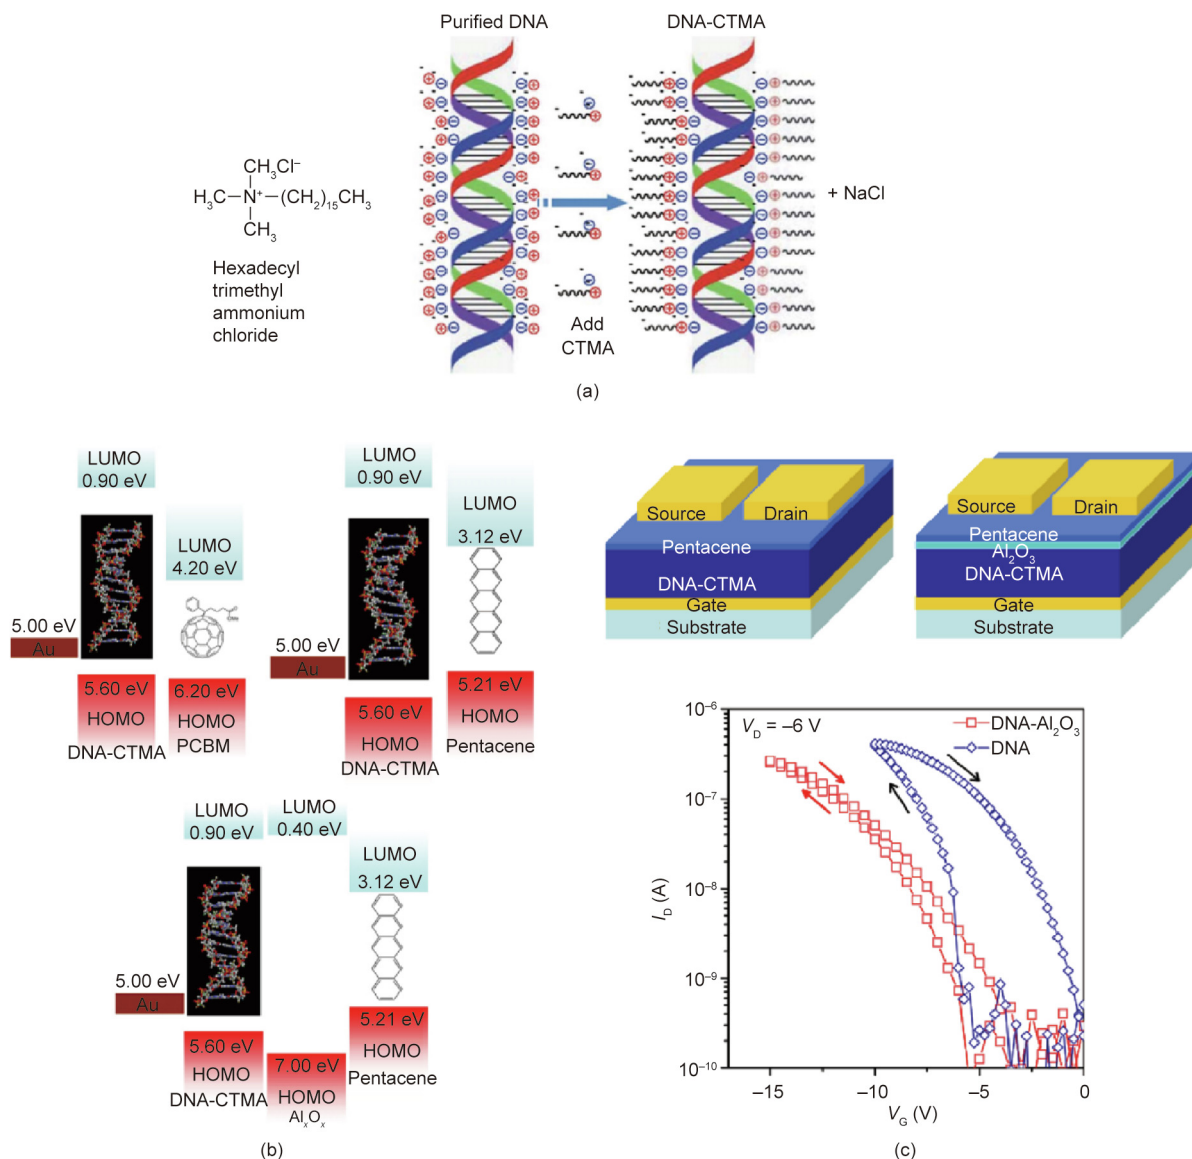 Purified DNA
DNA-CTMA
CH₃Cl⁻
H₃C—N⁺—(CH₂)₁₅CH₃
CH₃
Hexadecyl
trimethyl
ammonium
chloride
Add
CTMA
+ NaCl
(a)
LUMO
0.90 eV
LUMO
4.20 eV
5.00 eV
Au
5.60 eV
HOMO
DNA-CTMA
6.20 eV
HOMO
PCBM
LUMO
0.90 eV
LUMO
3.12 eV
5.00 eV
Au
5.60 eV
HOMO
DNA-CTMA
5.21 eV
HOMO
Pentacene
LUMO
0.90 eV
LUMO
0.40 eV
LUMO
3.12 eV
5.00 eV
Au
5.60 eV
HOMO
DNA-CTMA
7.00 eV
HOMO
AlₓOₓ
5.21 eV
HOMO
Pentacene
(b)
Source
Drain
Pentacene
DNA-CTMA
Gate
Substrate
Source
Drain
Pentacene
Al₂O₃
DNA-CTMA
Gate
Substrate
V_D = –6 V
DNA-Al₂O₃
DNA
10⁻⁶
10⁻⁷
10⁻⁸
10⁻⁹
10⁻¹⁰
I_D (A)
–15
–10
–5
0
V_G (V)
(c)